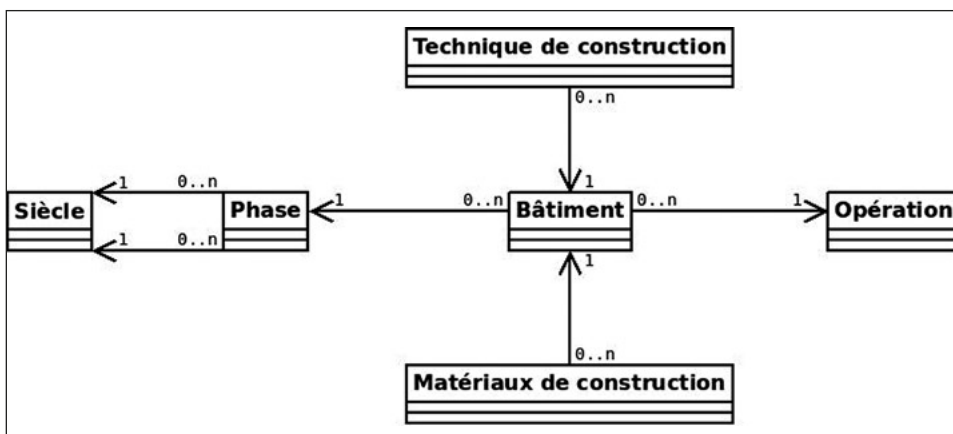 Technique de construction
0..n
1
0..n
1
Siècle
Phase
1
0..n
Bâtiment
0..n
1
Opération
1
0..n
1
0..n
Matériaux de construction